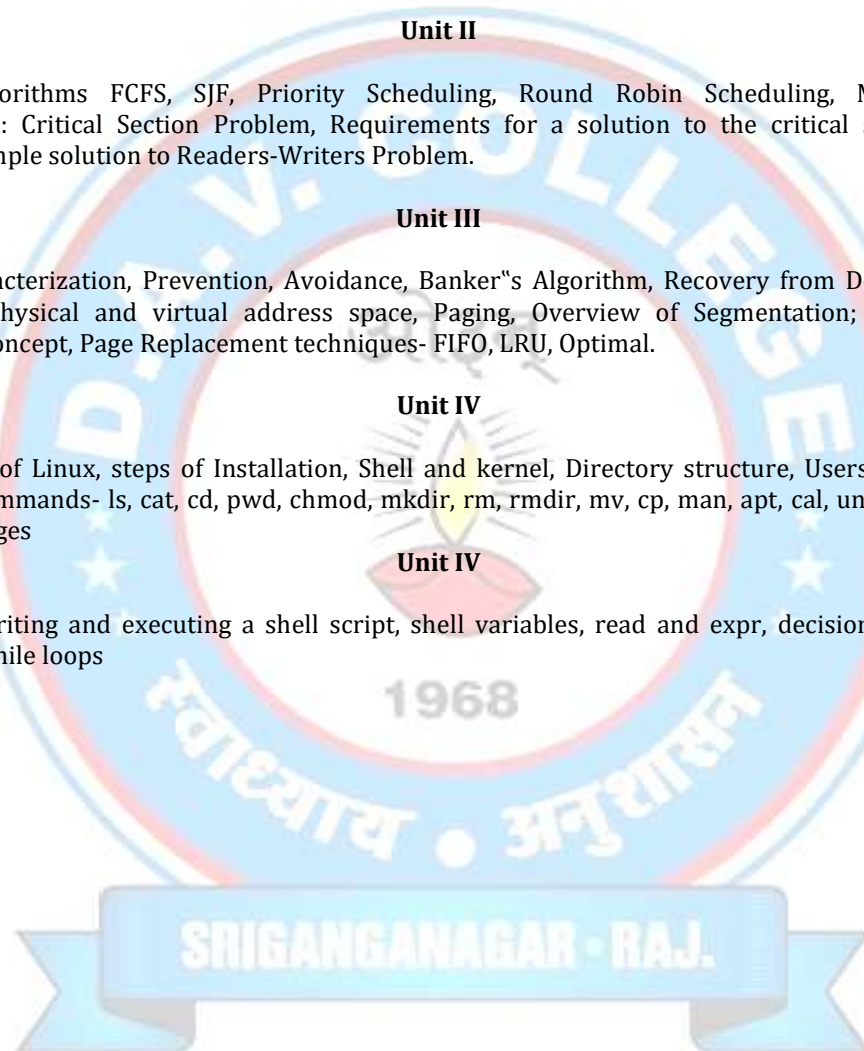 Unit II
orithms FCFS, SJF, Priority Scheduling, Round Robin Scheduling, M
: Critical Section Problem, Requirements for a solution to the critical s
mple solution to Readers-Writers Problem.
Unit III
acterization, Prevention, Avoidance, Banker‟s Algorithm, Recovery from D
hysical and virtual address space, Paging, Overview of Segmentation;
oncept, Page Replacement techniques- FIFO, LRU, Optimal.
Unit IV
of Linux, steps of Installation, Shell and kernel, Directory structure, Users
mmands- ls, cat, cd, pwd, chmod, mkdir, rm, rmdir, mv, cp, man, apt, cal, un
ges
Unit IV
riting and executing a shell script, shell variables, read and expr, decision
hile loops
D.A.V. COLLEGE
ओ३म्
1968
स्वाध्याय • अनुशासन
SRIGANGANAGAR • RAJ.